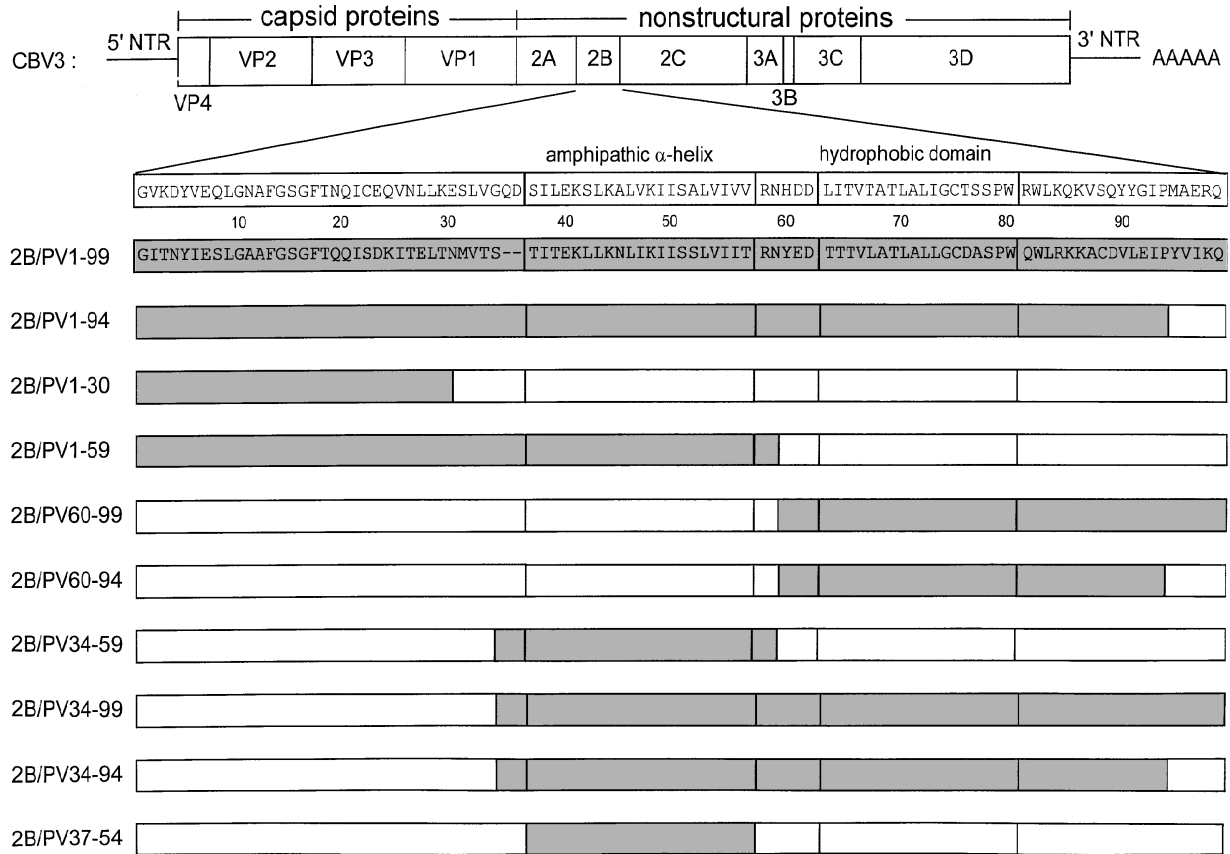 capsid proteins nonstructural proteins
CBV3 : 5' NTR VP2 VP3 VP1 2A 2B 2C 3A 3C 3D 3' NTR AAAAA
VP4 3B
amphipathic α-helix hydrophobic domain
GVKDYVEQLGNAFGSGFTNQICEQVNLLKESLVGQD SILEKSLKALVKIISALVIVV RNHDD LITVTATLALIGCTSSPW RWLKQKVSQYYGIPMAERQ
10 20 30 40 50 60 70 80 90
2B/PV1-99 GITNYIESLGAAFGSGFTQQISDKITELTNMVTS-- TITEKLLKNLIKIISSLVIIT RNYED TTTVLATLALLGCDASPW QWLRKKACDVLEIPYVIKQ
2B/PV1-94
2B/PV1-30
2B/PV1-59
2B/PV60-99
2B/PV60-94
2B/PV34-59
2B/PV34-99
2B/PV34-94
2B/PV37-54